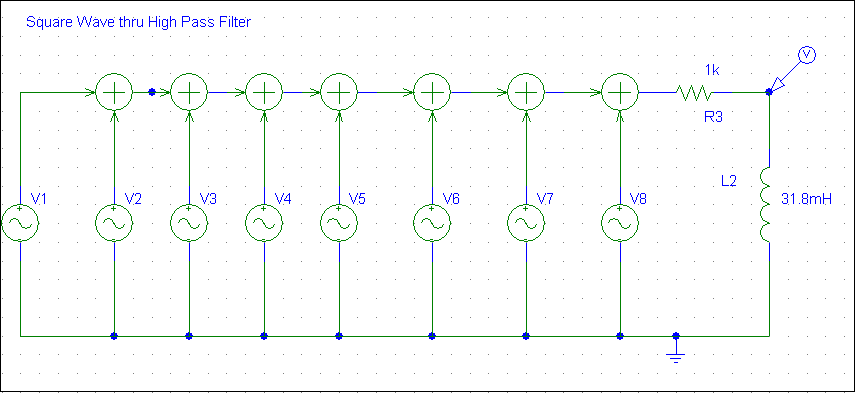 Square Wave thru High Pass Filter
V
1k
R3
L2
31.8mH
V1
V2
V3
V4
V5
V6
V7
V8